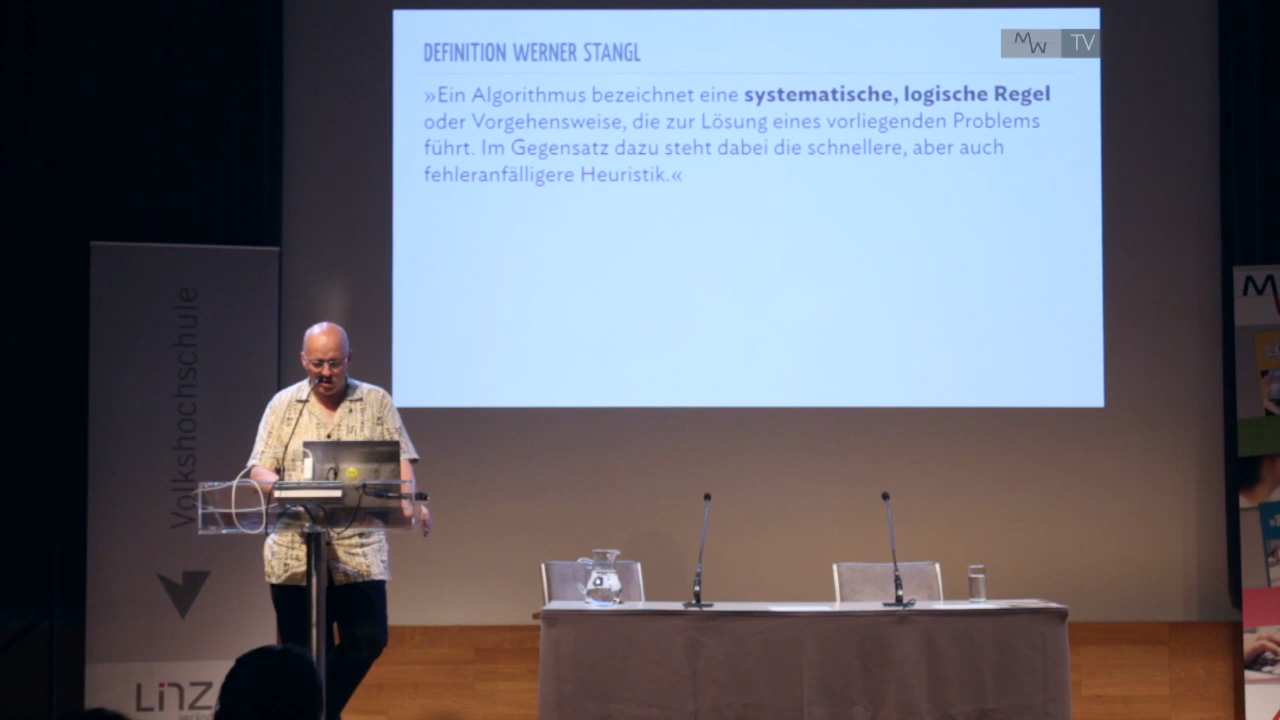 DEFINITION WERNER STANGL
MW TV
»Ein Algorithmus bezeichnet eine systematische, logische Regel
oder Vorgehensweise, die zur Lösung eines vorliegenden Problems
führt. Im Gegensatz dazu steht dabei die schnellere, aber auch
fehleranfälligere Heuristik.«
Volkshochschule
LinZ